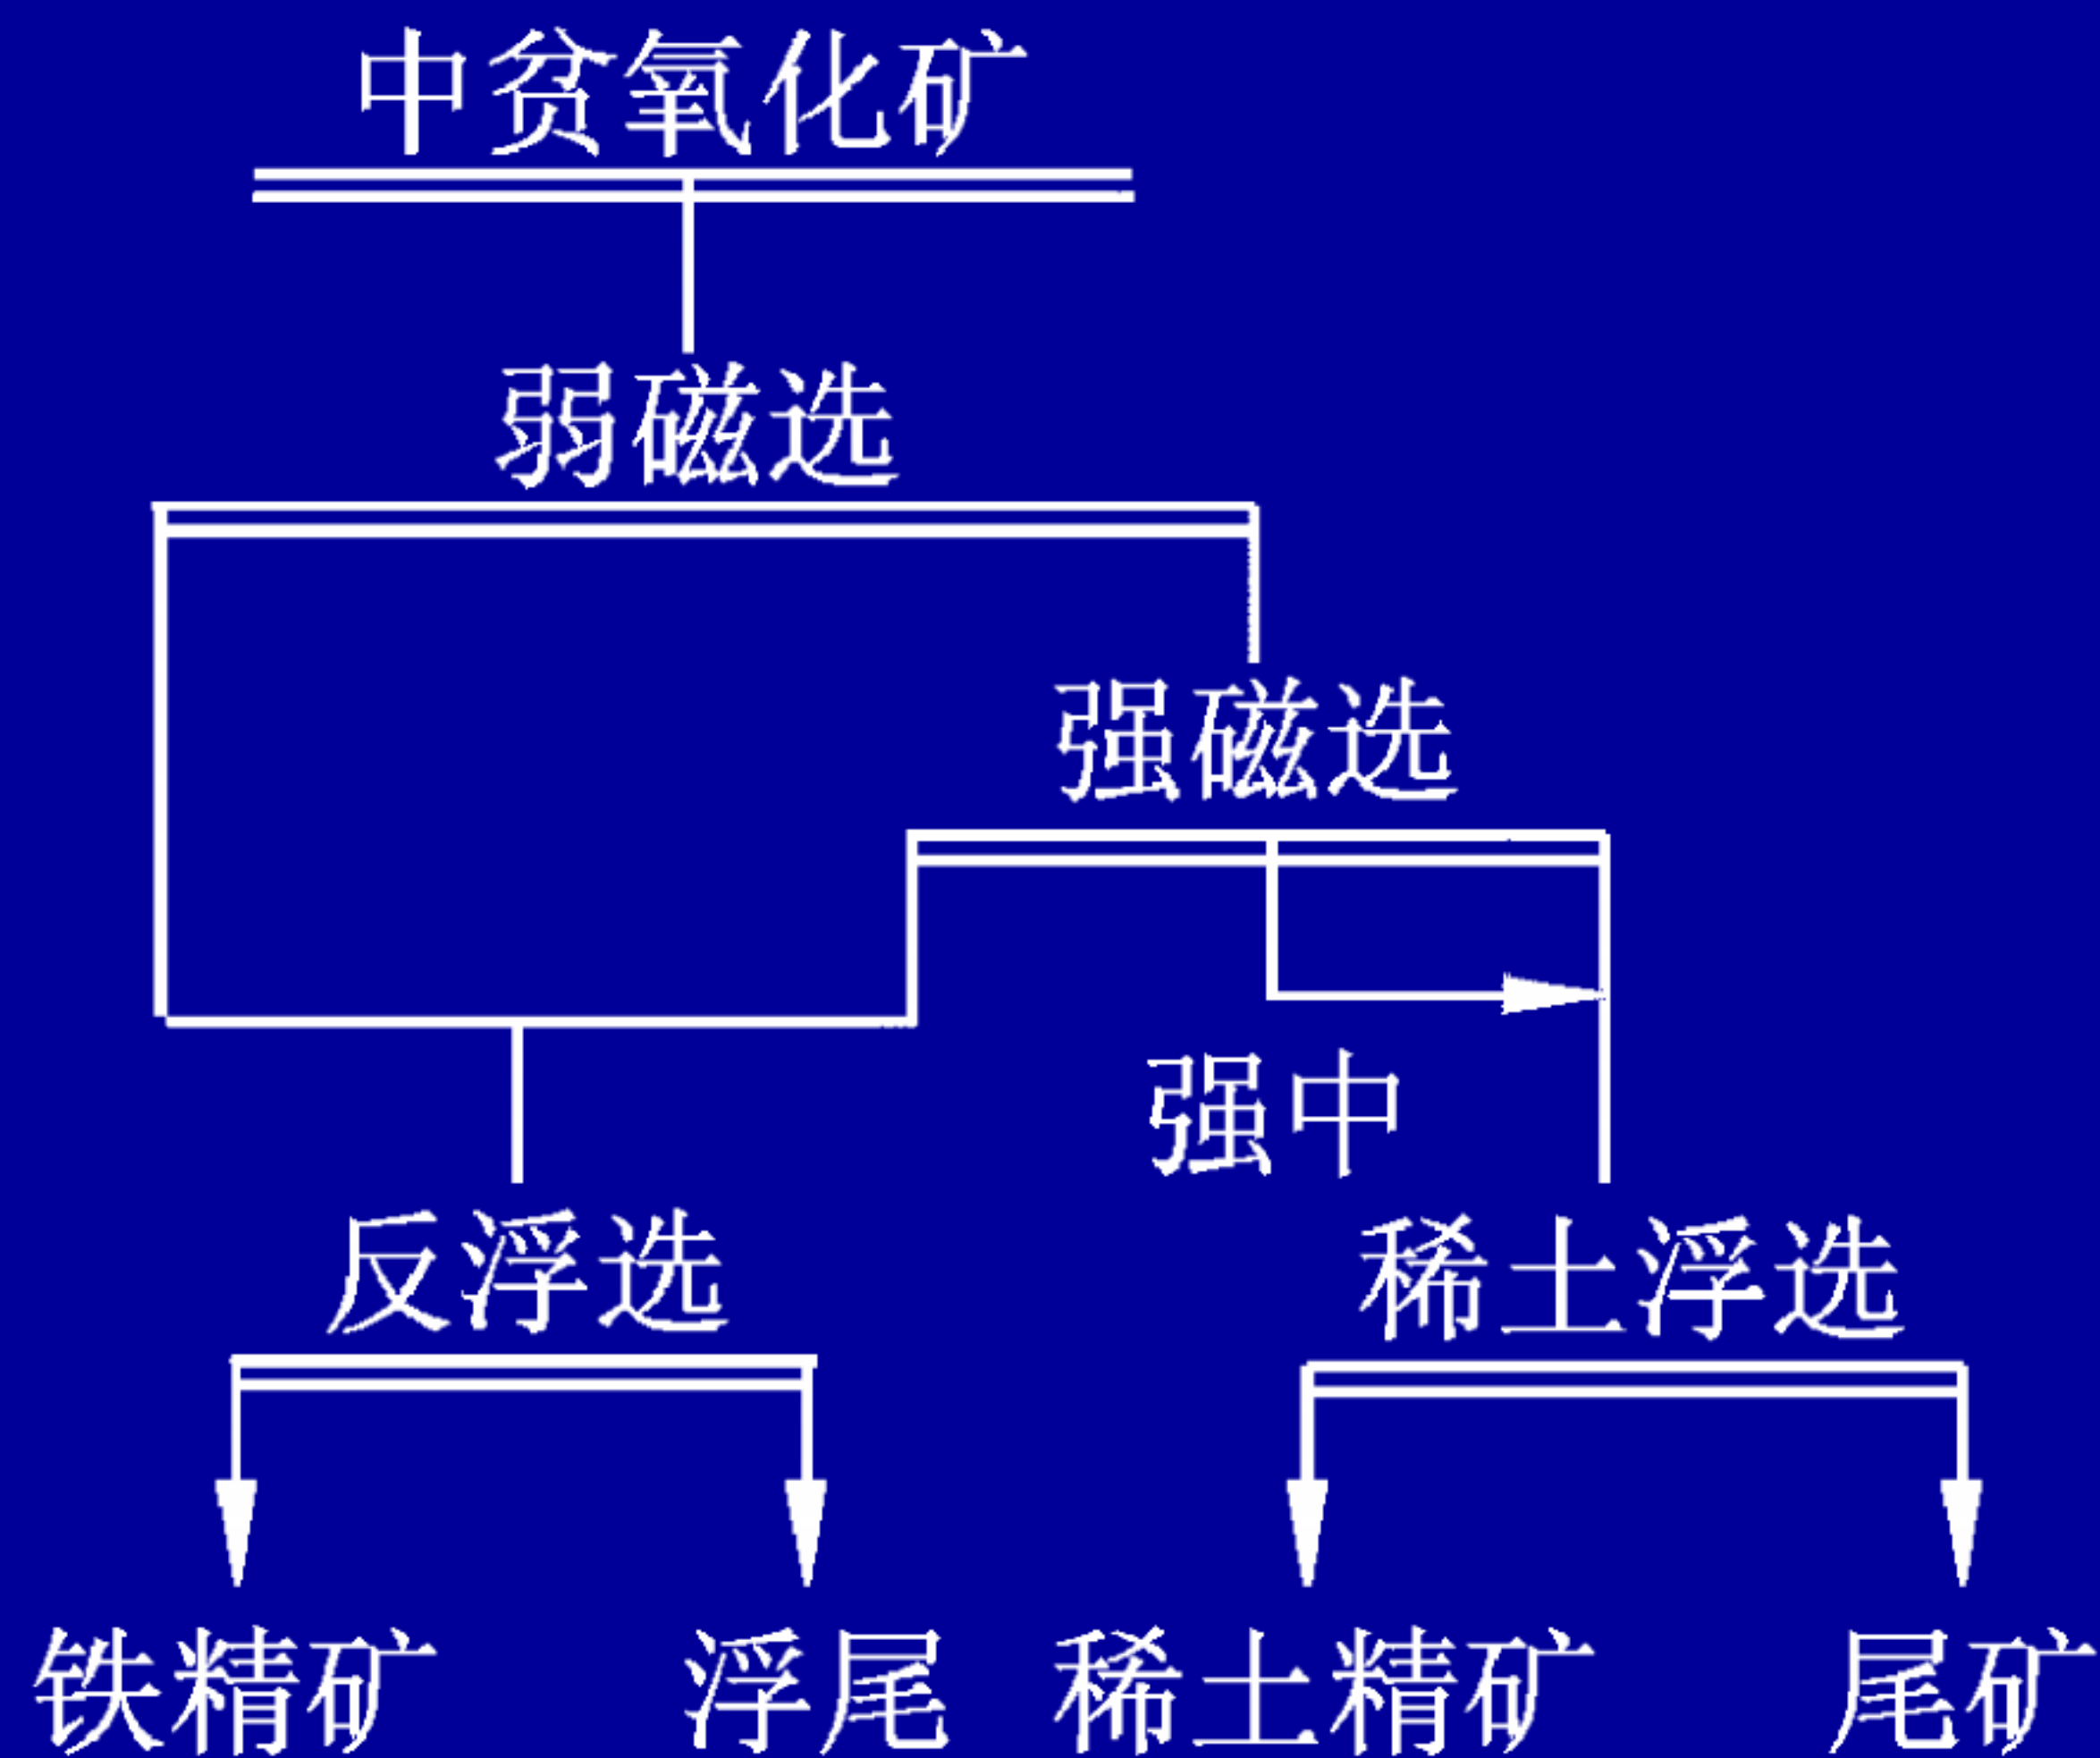 中贫氧化矿
弱磁选
强磁选
强中
反浮选
稀土浮选
铁精矿
浮尾
稀土精矿
尾矿